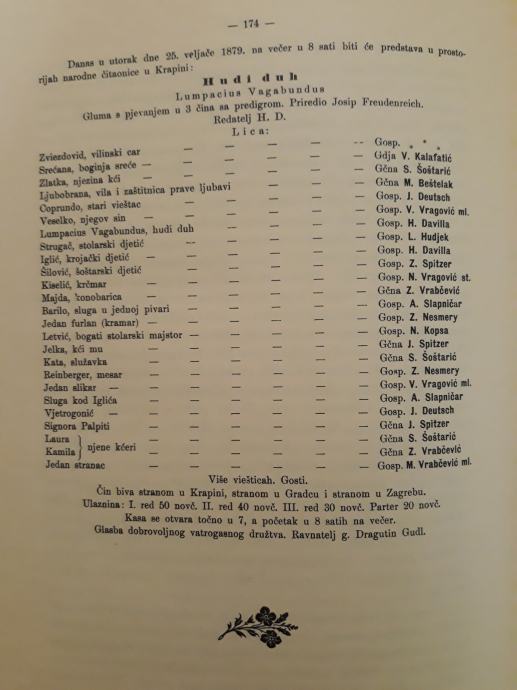 — 174 —
Danas u utorak dne 25. veljače 1879. na večer u 8 sati biti će predstava u prosto-
rijah narodne čitaonice u Krapini:
Hudi duh
Lumpacius Vagabundus
Gluma s pjevanjem u 3 čina sa predigrom. Priredio Josip Freudenreich.
Redatelj H. D.
Lica:
Zviezdovid, vilinski car — — — — -- Gosp. * * *
Srećana, boginja sreće — — — — — — Gdja V. Kalafatić
Zlatka, njezina kći — — — — — — Gčna S. Šoštarić
Ljubobrana, vila i zaštitnica prave ljubavi — — — — Gčna M. Beštelak
Coprundo, stari vieštac — — — — — Gosp. J. Deutsch
Veselko, njegov sin — — — — — — Gosp. V. Vragović ml.
Lumpacius Vagabundus, hudi duh — — — — — Gosp. H. Davilla
Strugač, stolarski djetić -- — — — — Gosp. L. Hudjek
Iglić, krojački djetić — — — — — — Gosp. H. Davilla
Šilović, šoštarski djetić — — — — — Gosp. Z. Spitzer
Kiselić, krčmar — — — — — — Gosp. N. Vragović st.
Majda, konobarica — — — — — — Gčna Z. Vrabčević
Barilo, sluga u jednoj pivari — — — — — Gosp. A. Slapničar
Jedan furlan (kramar) — — — — — — Gosp. Z. Nesmery
Letvić, bogati stolarski majstor — — — — — Gosp. N. Kopsa
Jelka, kći mu — — — — — — Gčna J. Spitzer
Kata, služavka — — — — — — Gčna S. Šoštarić
Reinberger, mesar — — — — — — Gosp. Z. Nesmery
Jedan slikar — — — — — — — Gosp. V. Vragović ml.
Sluga kod Iglića — — — — — — Gosp. A. Slapničar
Vjetrogonić — — — — — — — Gosp. J. Deutsch
Signora Palpiti — — — — — — Gčna J. Spitzer
Laura } njene kćeri — — — — — Gčna S. Šoštarić
Kamila — — — — — Gčna Z. Vrabčević
Jedan stranac — — — — — — Gosp. M. Vrabčević ml.
Više viešticah. Gosti.
Čin biva stranom u Krapini, stranom u Gradcu i stranom u Zagrebu.
Ulaznina: I. red 50 novč. II. red 40 novč. III. red 30 novč. Parter 20 novč.
Kasa se otvara točno u 7, a početak u 8 satih na večer.
Glasba dobrovoljnog vatrogasnog družtva. Ravnatelj g. Dragutin Gudl.